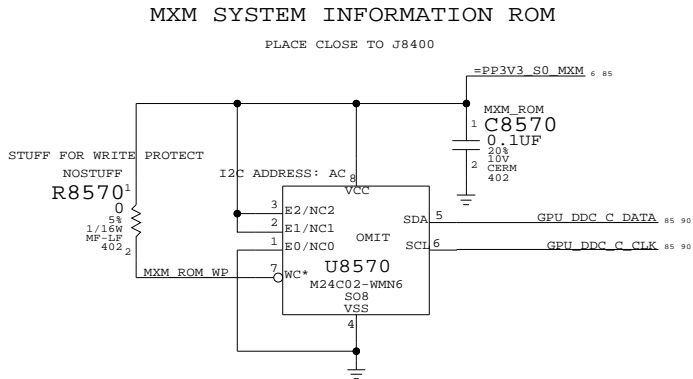 MXM SYSTEM INFORMATION ROM
PLACE CLOSE TO J8400
=PP3V3_S0_MXM 6 85
MXM_ROM
1 C8570
0.1UF
20%
10V
2 CERM
402
STUFF FOR WRITE PROTECT
NOSTUFF
R8570 1
0
5%
1/16W
MF-LF
402 2
I2C ADDRESS: AC
8
VCC
3 E2/NC2
2 E1/NC1
1 E0/NC0
7 WC*
MXM_ROM_WP
SDA 5 GPU_DDC_C_DATA 85 90
SCL 6 GPU_DDC_C_CLK 85 90
OMIT
U8570
M24C02-WMN6
SO8
VSS
4